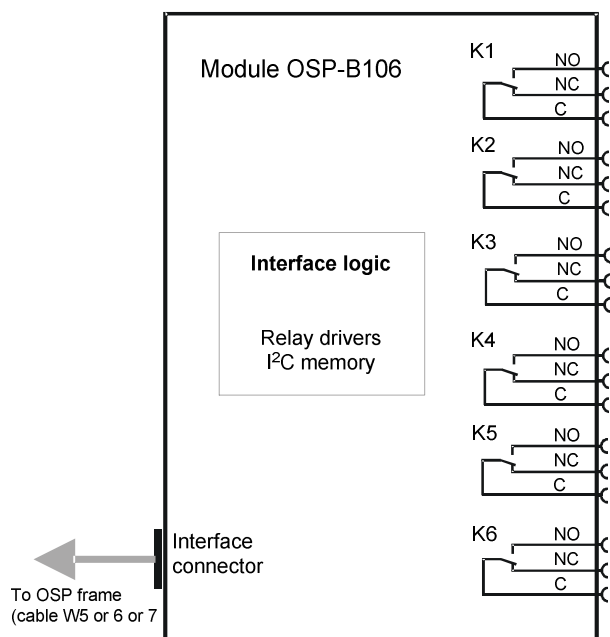 Module OSP-B106
K1
NO
NC
C
K2
NO
NC
C
K3
NO
NC
C
K4
NO
NC
C
K5
NO
NC
C
K6
NO
NC
C
Interface logic
Relay drivers
I²C memory
Interface
connector
To OSP frame
(cable W5 or 6 or 7